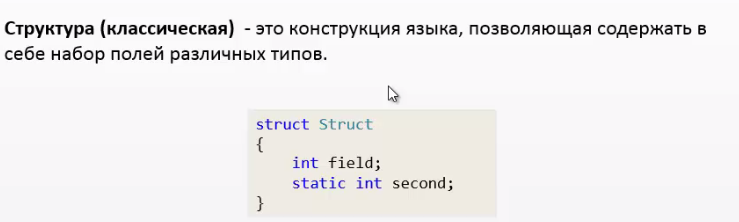 Структура (классическая) - это конструкция языка, позволяющая содержать в
себе набор полей различных типов.
struct Struct
{
int field;
static int second;
}